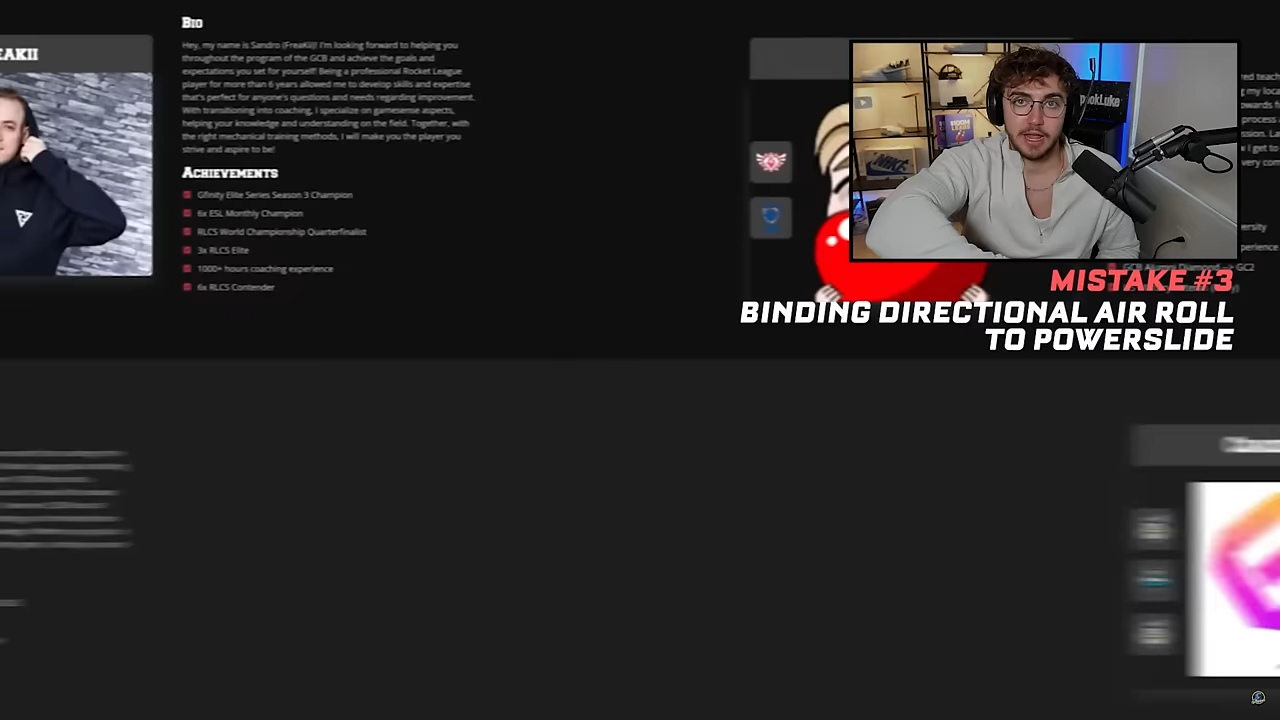 EAKII
Bio
Hey, my name is Sandro (FreaKii)! I'm looking forward to helping you
throughout the program of the GCB and achieve the goals and
expectations you set for yourself! Being a professional Rocket League
player for more than 6 years allowed me to develop skills and expertise
that's perfect for anyone's questions and needs regarding improvement.
With transitioning into coaching, I specialize on gamesense aspects,
helping your knowledge and understanding on the field. Together, with
the right mechanical training methods, I will make you the player you
strive and aspire to be!
Achievements
Gfinity Elite Series Season 3 Champion
6x ESL Monthly Champion
RLCS World Championship Quarterfinalist
3x RLCS Elite
1000+ hours coaching experience
6x RLCS Contender
pookLuke
NIKE
GCB Alumni Diamond -> GC2
MISTAKE #3
BINDING DIRECTIONAL AIR ROLL
TO POWERSLIDE